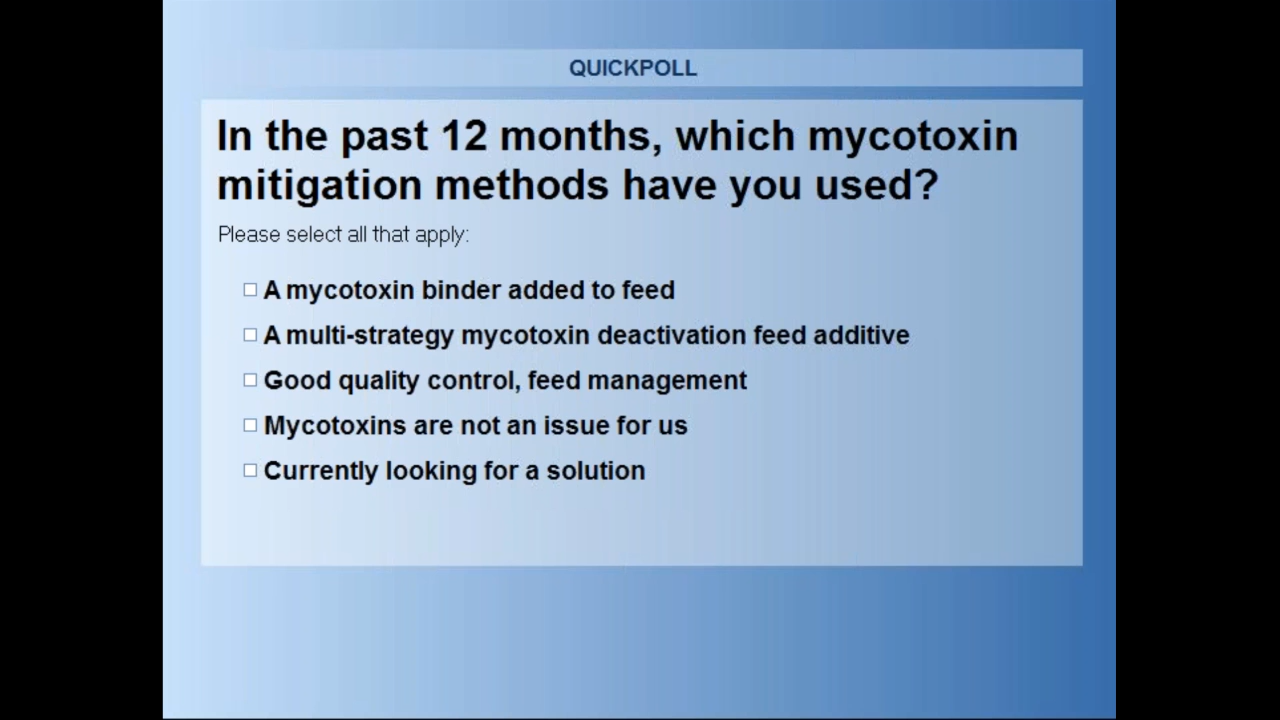 QUICKPOLL
In the past 12 months, which mycotoxin
mitigation methods have you used?
Please select all that apply:
A mycotoxin binder added to feed
A multi-strategy mycotoxin deactivation feed additive
Good quality control, feed management
Mycotoxins are not an issue for us
Currently looking for a solution